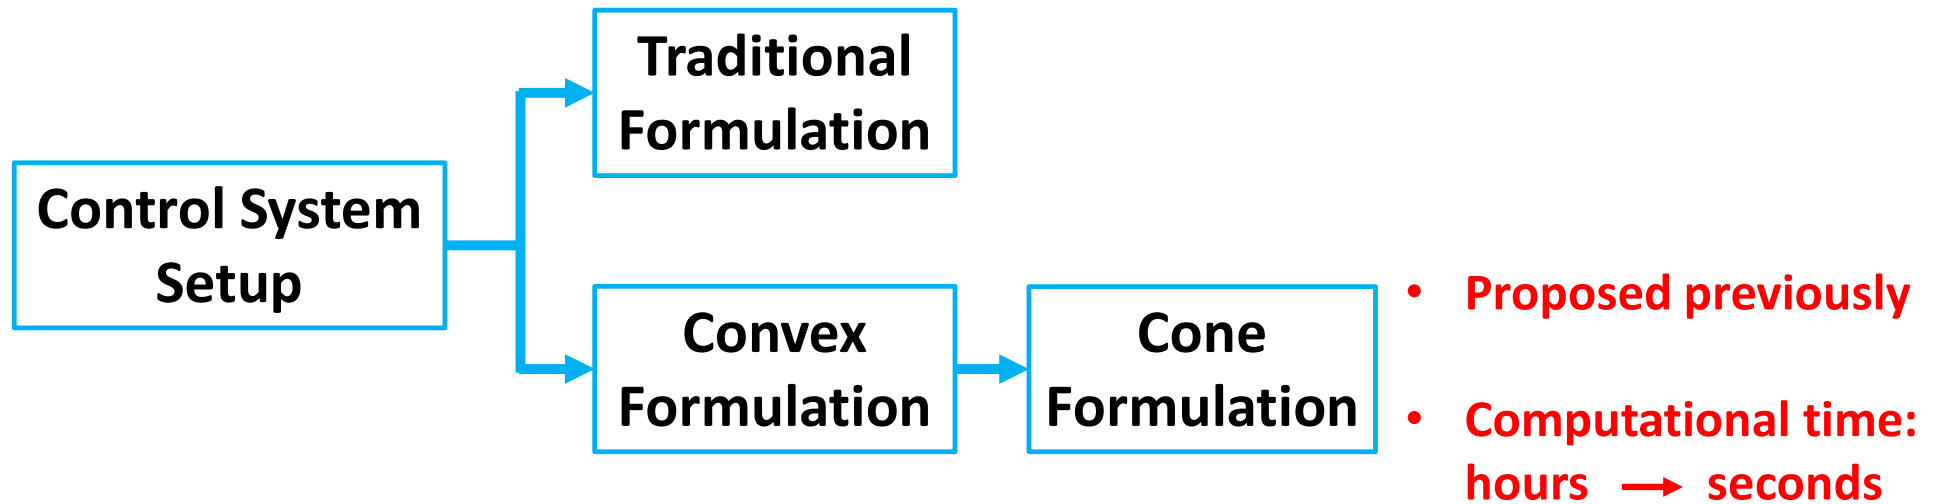 Traditional
Formulation
Control System
Setup
Convex
Formulation
Cone
Formulation
• Proposed previously
• Computational time:
hours → seconds